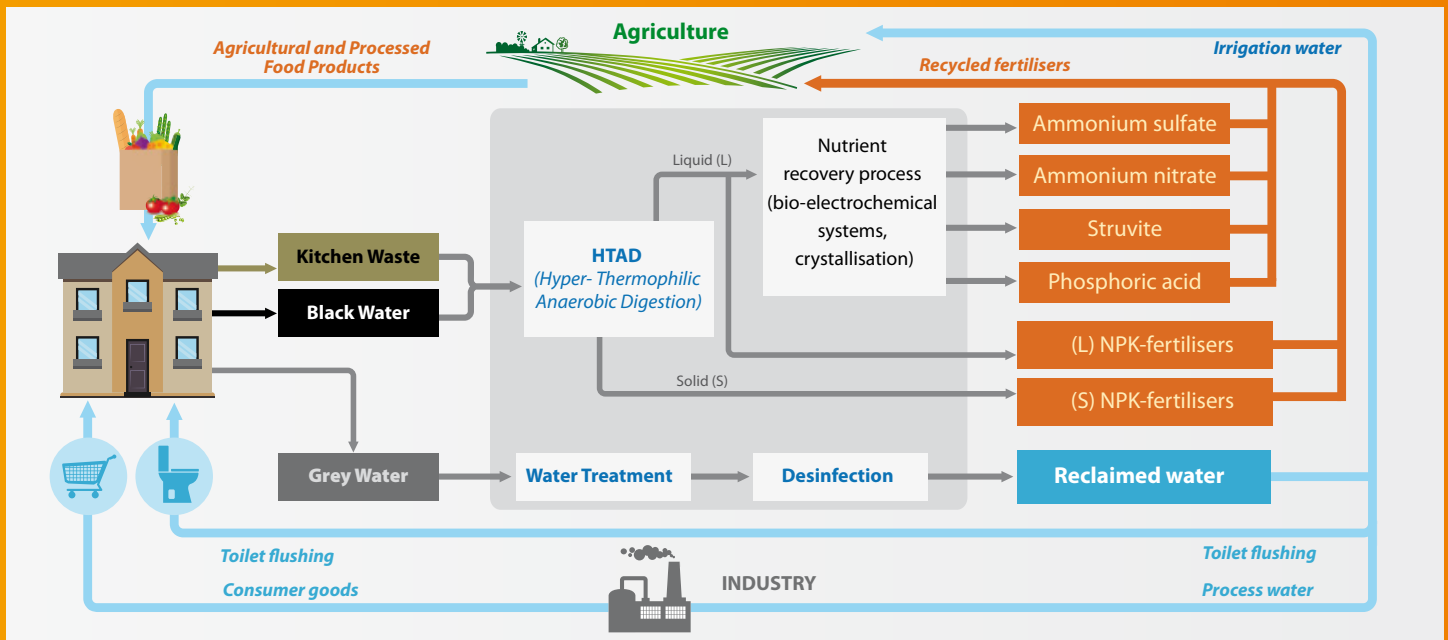 Agriculture
Agricultural and Processed
Food Products
Irrigation water
Recycled fertilisers
Liquid (L)
Nutrient
recovery process
(bio-electrochemical
systems,
crystallisation)
Ammonium sulfate
Ammonium nitrate
Struvite
Phosphoric acid
Kitchen Waste
Black Water
HTAD
(Hyper- Thermophilic
Anaerobic Digestion)
(L) NPK-fertilisers
Solid (S)
(S) NPK-fertilisers
Grey Water
Water Treatment
Desinfection
Reclaimed water
Toilet flushing
Consumer goods
INDUSTRY
Toilet flushing
Process water